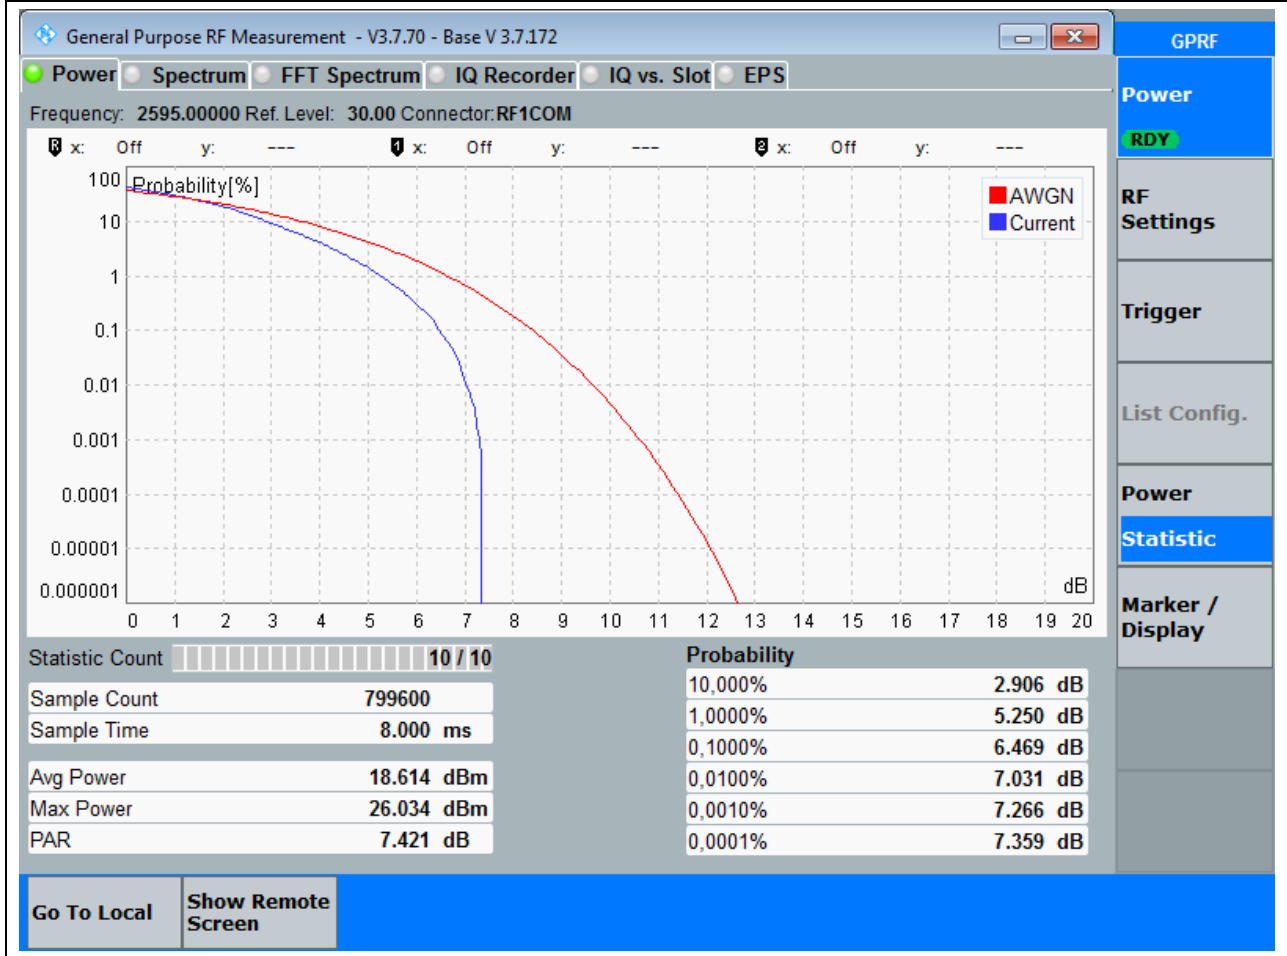 General Purpose RF Measurement - V3.7.70 - Base V 3.7.172
GPRF
Power Spectrum FFT Spectrum IQ Recorder IQ vs. Slot EPS
Frequency: 2595.00000 Ref. Level: 30.00 Connector:RF1COM
R x: Off y: --- 1 x: Off y: --- 2 x: Off y: ---
Probability[%]
AWGN
Current
100
10
1
0.1
0.01
0.001
0.0001
0.00001
0.000001
dB
0 1 2 3 4 5 6 7 8 9 10 11 12 13 14 15 16 17 18 19 20
Statistic Count 10 / 10
Sample Count 799600
Sample Time 8.000 ms
Avg Power 18.614 dBm
Max Power 26.034 dBm
PAR 7.421 dB
Probability
10,000% 2.906 dB
1,0000% 5.250 dB
0,1000% 6.469 dB
0,0100% 7.031 dB
0,0010% 7.266 dB
0,0001% 7.359 dB
Power
RDY
RF
Settings
Trigger
List Config.
Power
Statistic
Marker /
Display
Go To Local
Show Remote
Screen